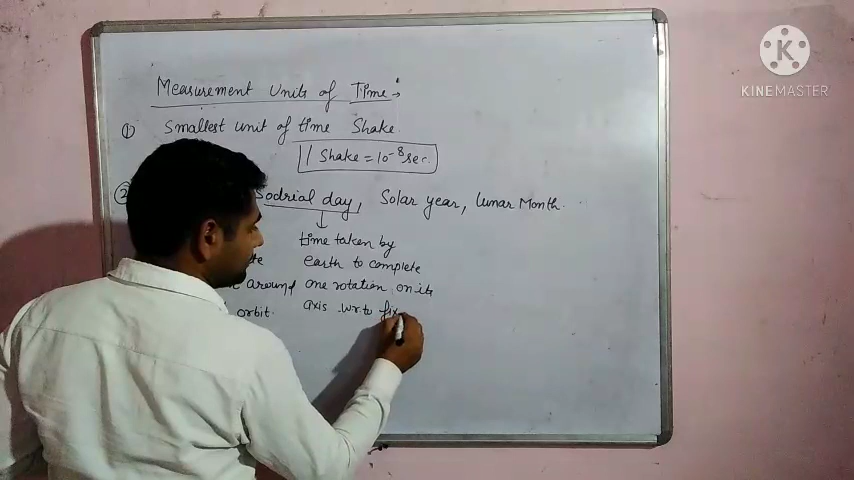 Measurement Units of Time:
① Smallest unit of time Shake.
1 Shake = 10⁻⁸ sec.
② Sodrial day, Solar year, lunar Month.
↓
time taken by
earth to complete
around one rotation on its
orbit. axis w.r.to fix
K
KINEMASTER